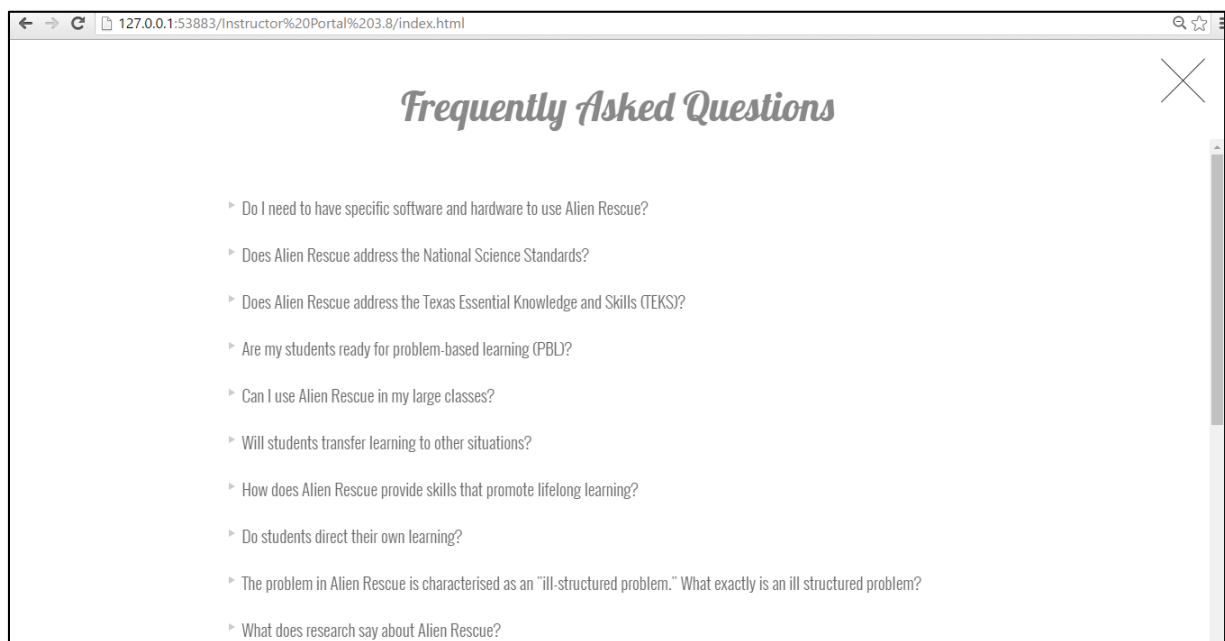 127.0.0.1:53883/Instructor%20Portal%203.8/index.html
Frequently Asked Questions
Do I need to have specific software and hardware to use Alien Rescue?
Does Alien Rescue address the National Science Standards?
Does Alien Rescue address the Texas Essential Knowledge and Skills (TEKS)?
Are my students ready for problem-based learning (PBL)?
Can I use Alien Rescue in my large classes?
Will students transfer learning to other situations?
How does Alien Rescue provide skills that promote lifelong learning?
Do students direct their own learning?
The problem in Alien Rescue is characterised as an "ill-structured problem." What exactly is an ill structured problem?
What does research say about Alien Rescue?